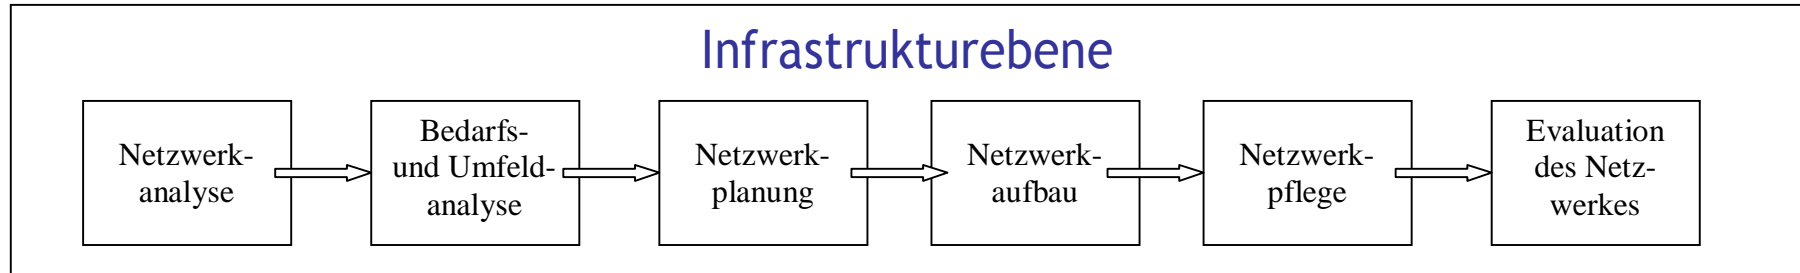 Infrastrukturebene
Netzwerk-
analyse
Bedarfs-
und Umfeld-
analyse
Netzwerk-
planung
Netzwerk-
aufbau
Netzwerk-
pflege
Evaluation
des Netz-
werkes